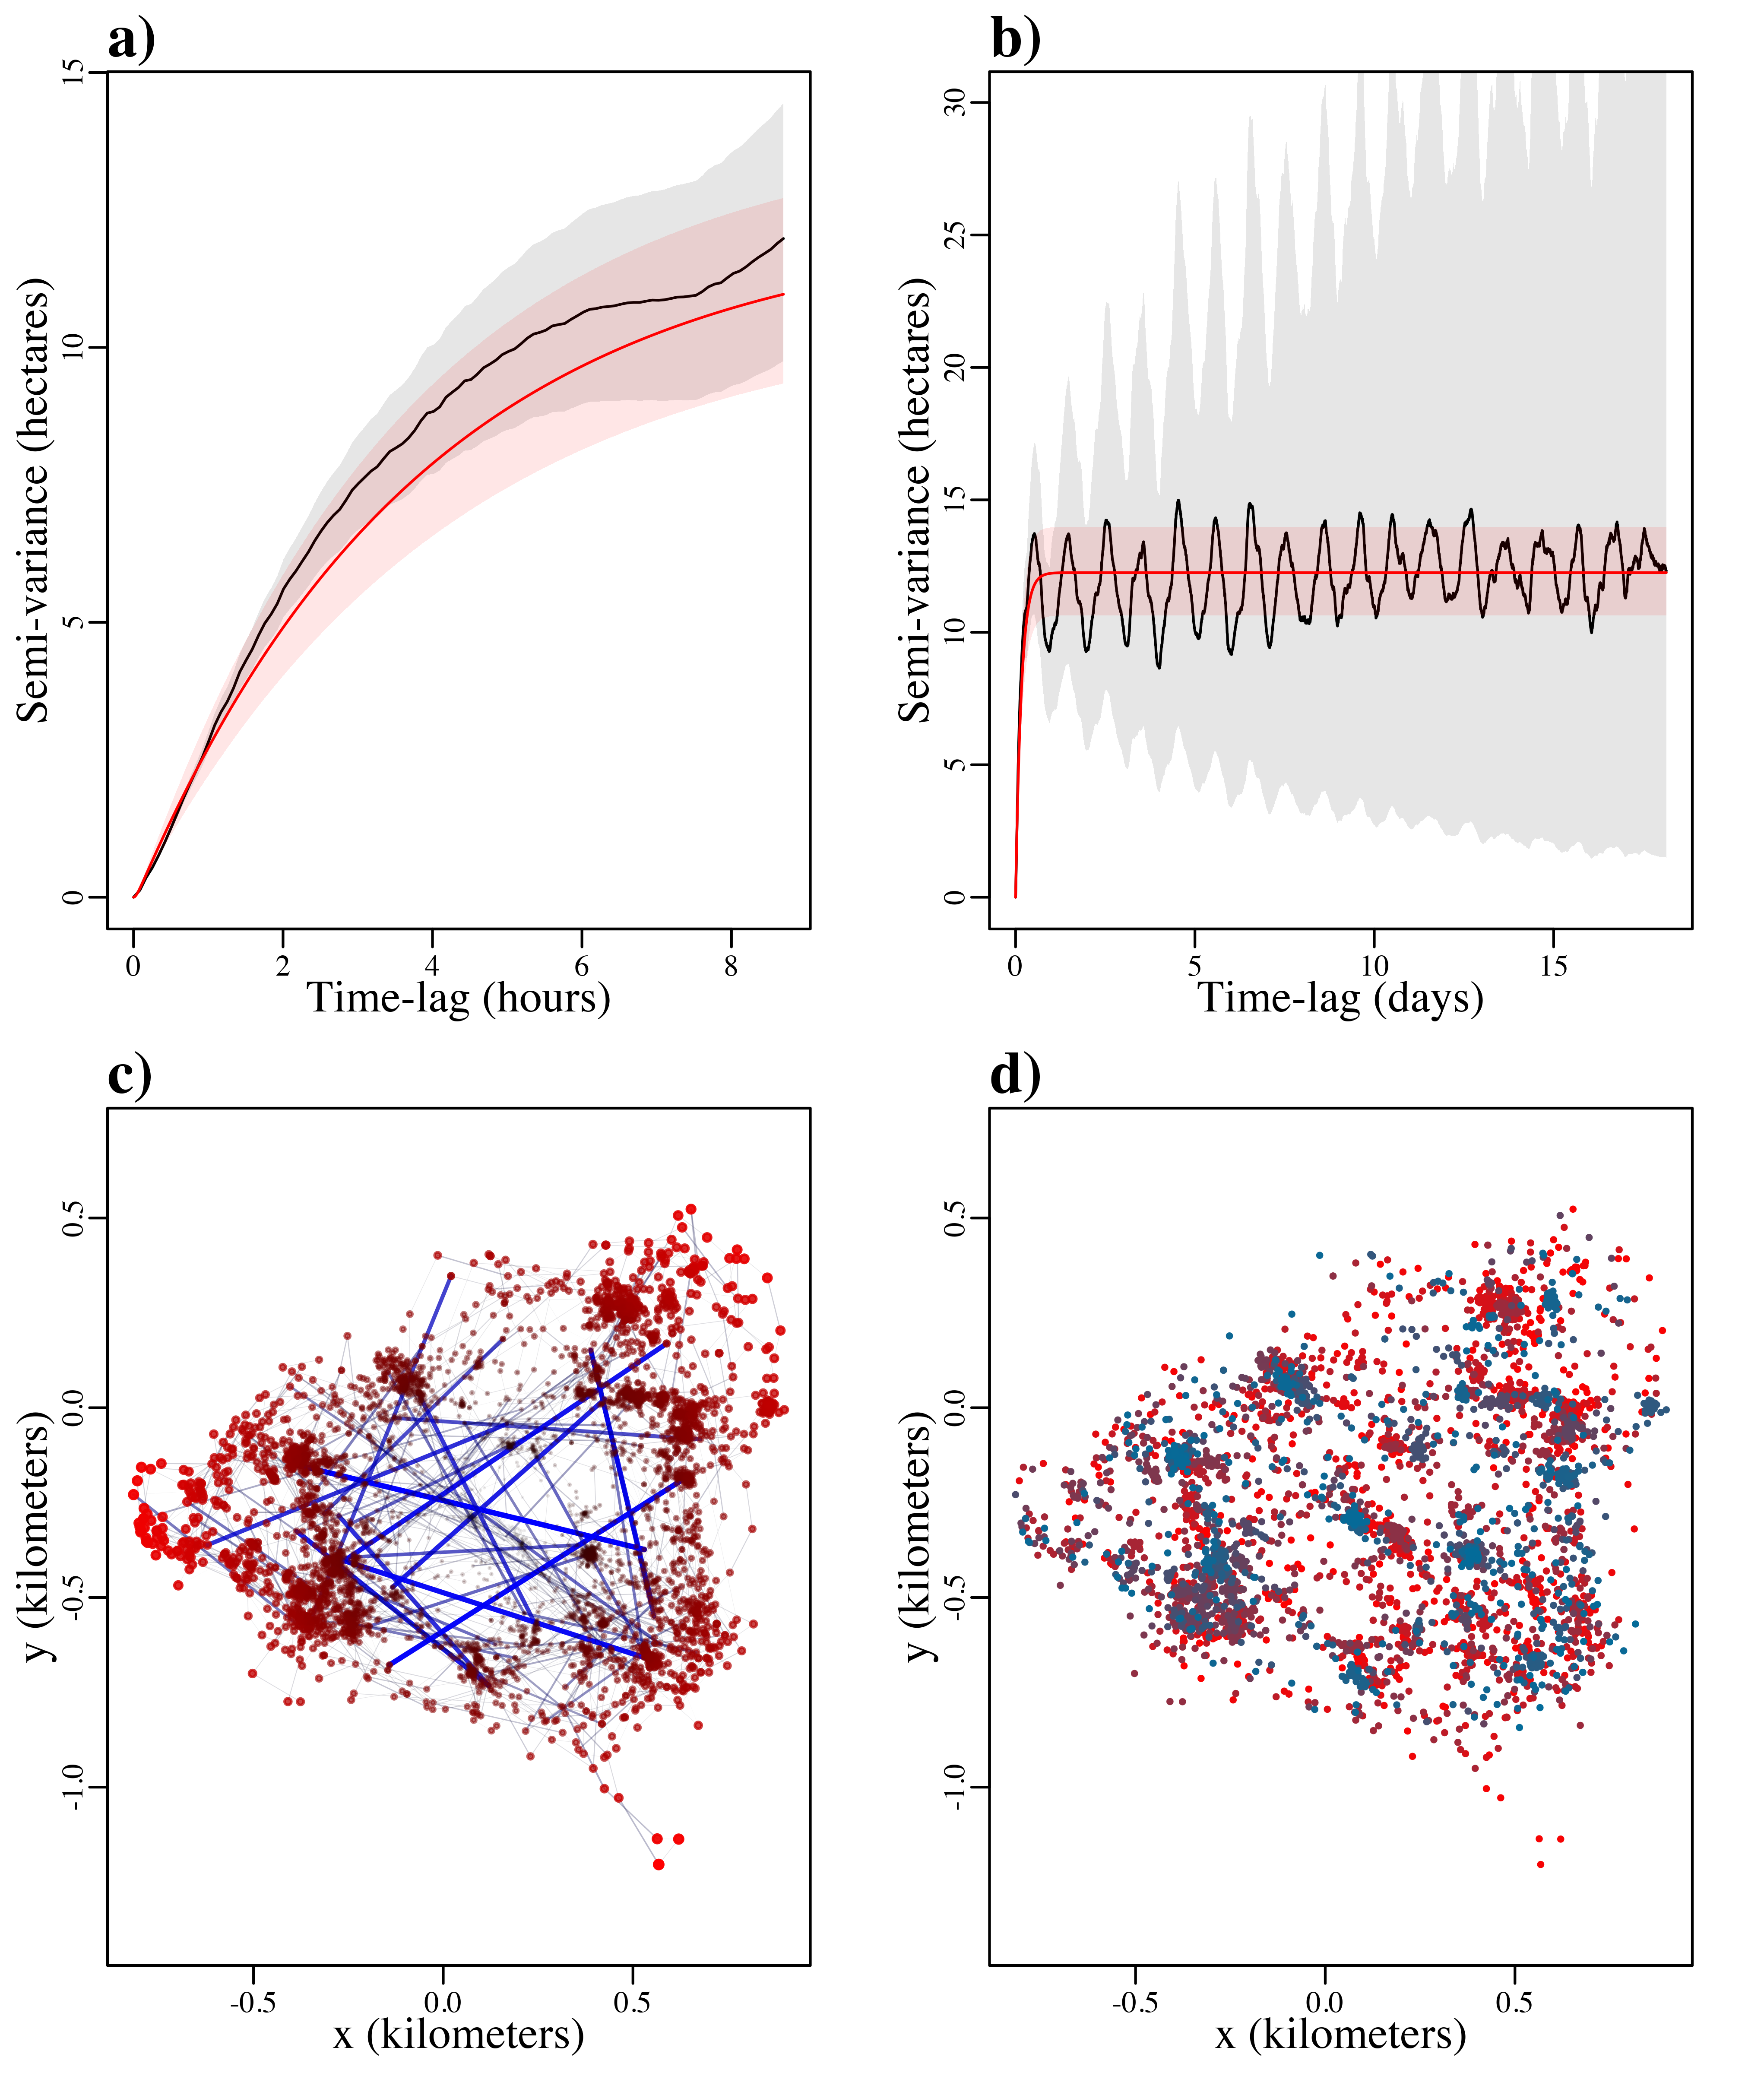 a)
Semi-variance (hectares)
15
10
5
0
0 2 4 6 8
Time-lag (hours)
b)
Semi-variance (hectares)
30
25
20
15
10
5
0
0 5 10 15
Time-lag (days)
c)
y (kilometers)
0.5
0.0
-0.5
-1.0
-0.5 0.0 0.5
x (kilometers)
d)
y (kilometers)
0.5
0.0
-0.5
-1.0
-0.5 0.0 0.5
x (kilometers)